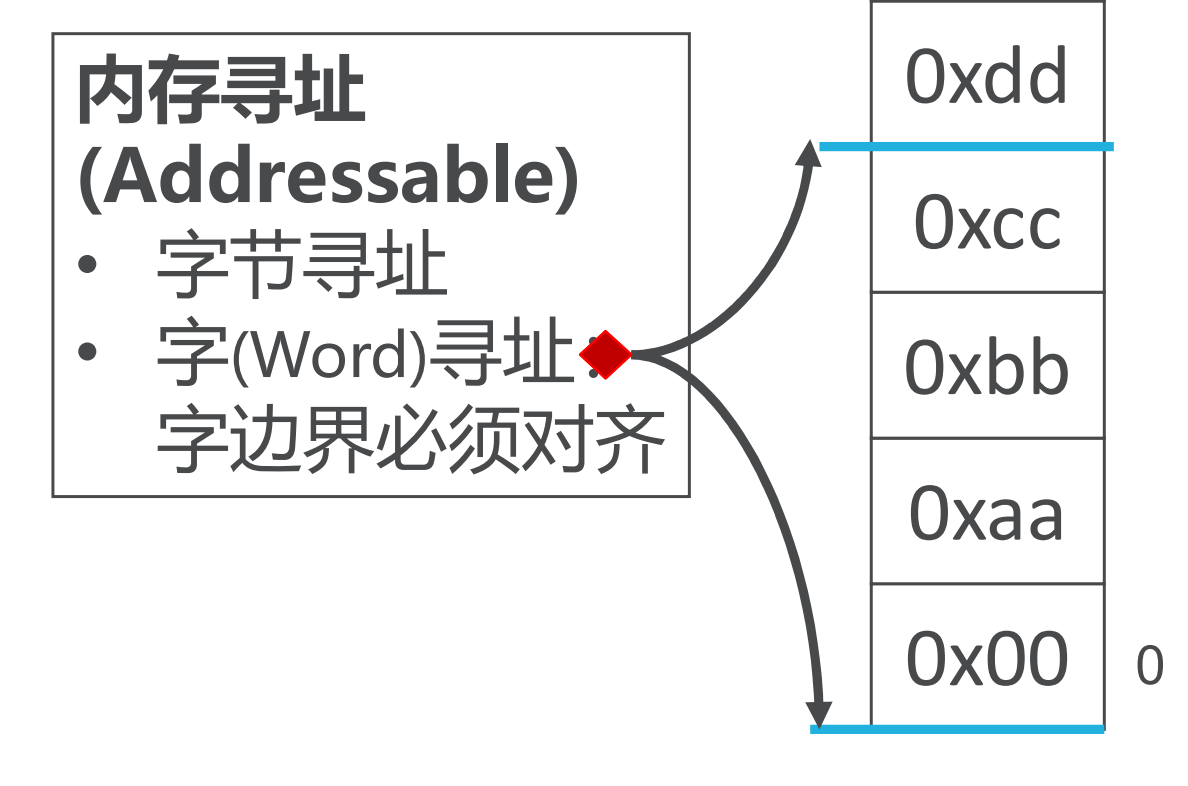 内存寻址
(Addressable)
• 字节寻址
• 字(Word)寻址:
字边界必须对齐
0xdd
0xcc
0xbb
0xaa
0x00 0